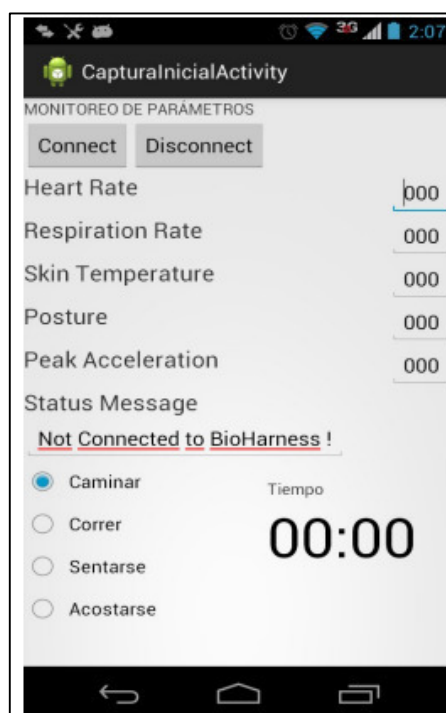 3G 2:07
CapturaInicialActivity
MONITOREO DE PARÁMETROS
Connect Disconnect
Heart Rate 000
Respiration Rate 000
Skin Temperature 000
Posture 000
Peak Acceleration 000
Status Message
Not Connected to BioHarness !
Caminar
Tiempo
Correr
00:00
Sentarse
Acostarse